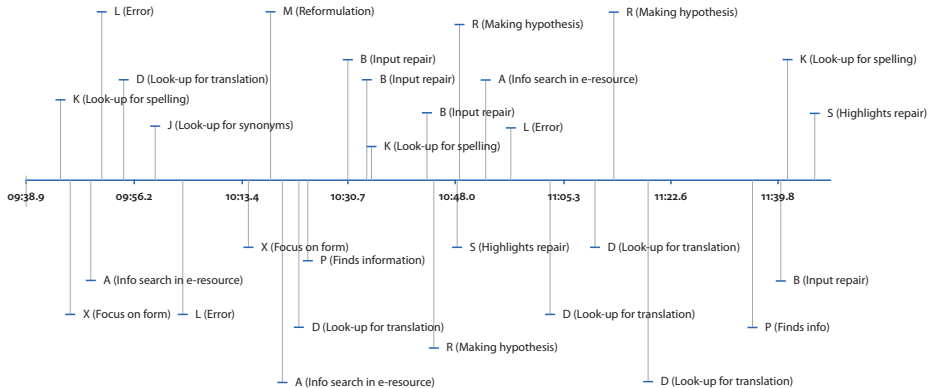 L (Error)
M (Reformulation)
R (Making hypothesis)
R (Making hypothesis)
B (Input repair)
K (Look-up for spelling)
D (Look-up for translation)
B (Input repair)
A (Info search in e-resource)
K (Look-up for spelling)
B (Input repair)
S (Highlights repair)
J (Look-up for synonyms)
L (Error)
K (Look-up for spelling)
09:38.9 09:56.2 10:13.4 10:30.7 10:48.0 11:05.3 11:22.6 11:39.8
X (Focus on form)
S (Highlights repair)
D (Look-up for translation)
P (Finds information)
A (Info search in e-resource)
B (Input repair)
X (Focus on form)
L (Error)
D (Look-up for translation)
D (Look-up for translation)
P (Finds info)
R (Making hypothesis)
A (Info search in e-resource)
D (Look-up for translation)